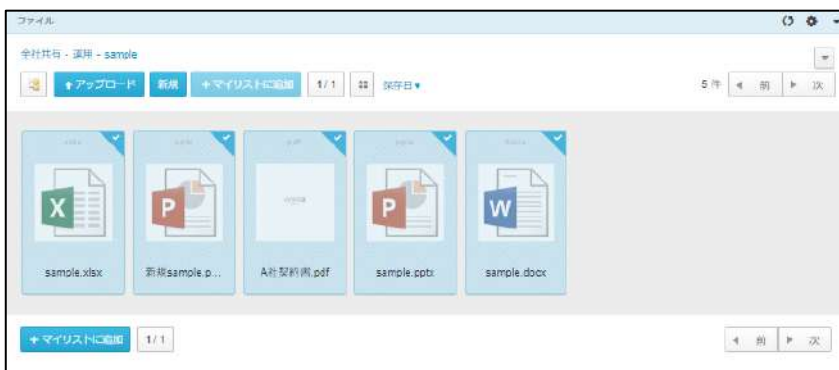 ファイル
全社共有 - 運用 - sample
アップロード 新規 +マイリストに追加 1/1 保存日▼ 5 件 前 次
X P P W
sample.xlsx 新規sample.p... A社契約書.pdf sample.pptx sample.docx
+マイリストに追加 1/1 前 次